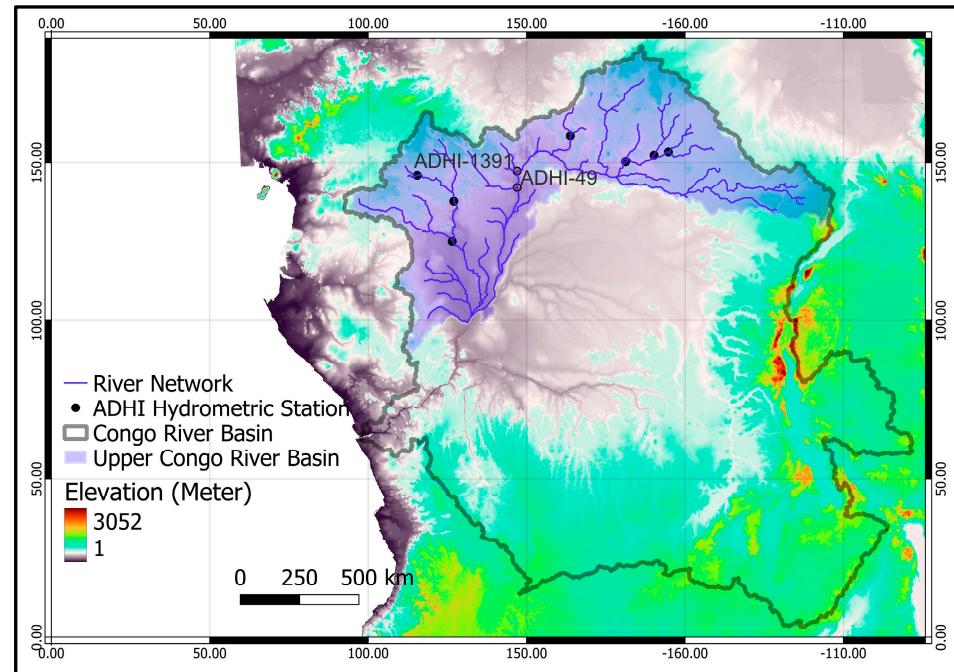 0.00 50.00 100.00 150.00 -160.00 -110.00
150.00 150.00
ADHI-1391
ADHI-49
100.00 100.00
River Network
ADHI Hydrometric Station
Congo River Basin
Upper Congo River Basin
50.00 50.00
Elevation (Meter)
3052
1
0 250 500 km
0.00 0.00
0.00 50.00 100.00 150.00 -160.00 -110.00